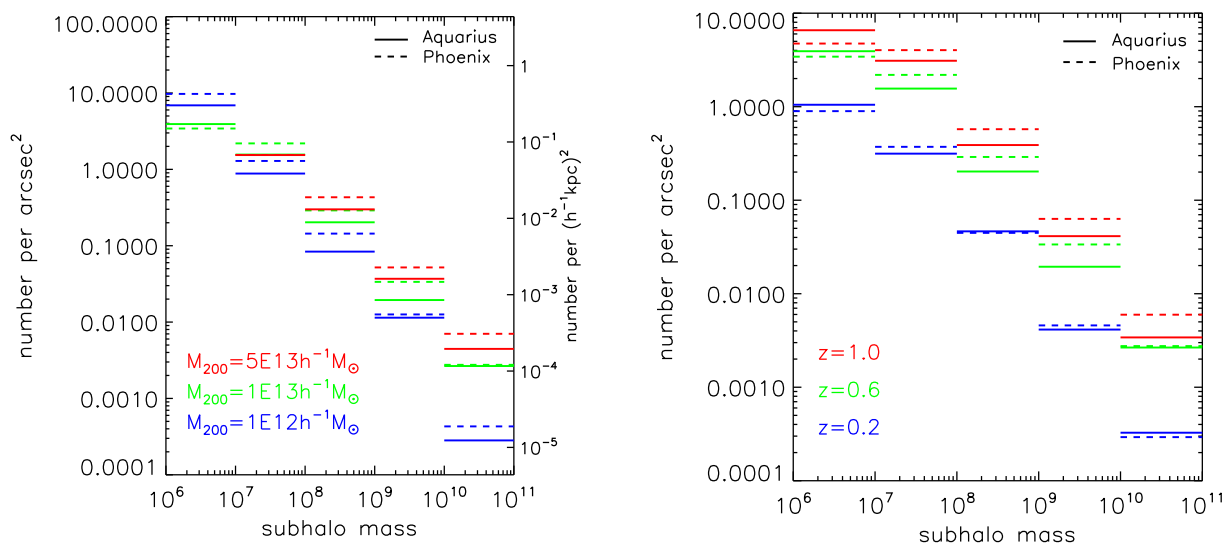 100.0000
10.0000
1.0000
0.1000
0.0100
0.0010
0.0001
number per arcsec²
Aquarius
Phoenix
1
10⁻¹
10⁻²
10⁻³
10⁻⁴
10⁻⁵
number per (h⁻¹kpc)²
M₂₀₀=5E13h⁻¹M⊙
M₂₀₀=1E13h⁻¹M⊙
M₂₀₀=1E12h⁻¹M⊙
10⁶ 10⁷ 10⁸ 10⁹ 10¹⁰ 10¹¹
subhalo mass
10.0000
1.0000
0.1000
0.0100
0.0010
0.0001
number per arcsec²
Aquarius
Phoenix
z=1.0
z=0.6
z=0.2
10⁶ 10⁷ 10⁸ 10⁹ 10¹⁰ 10¹¹
subhalo mass